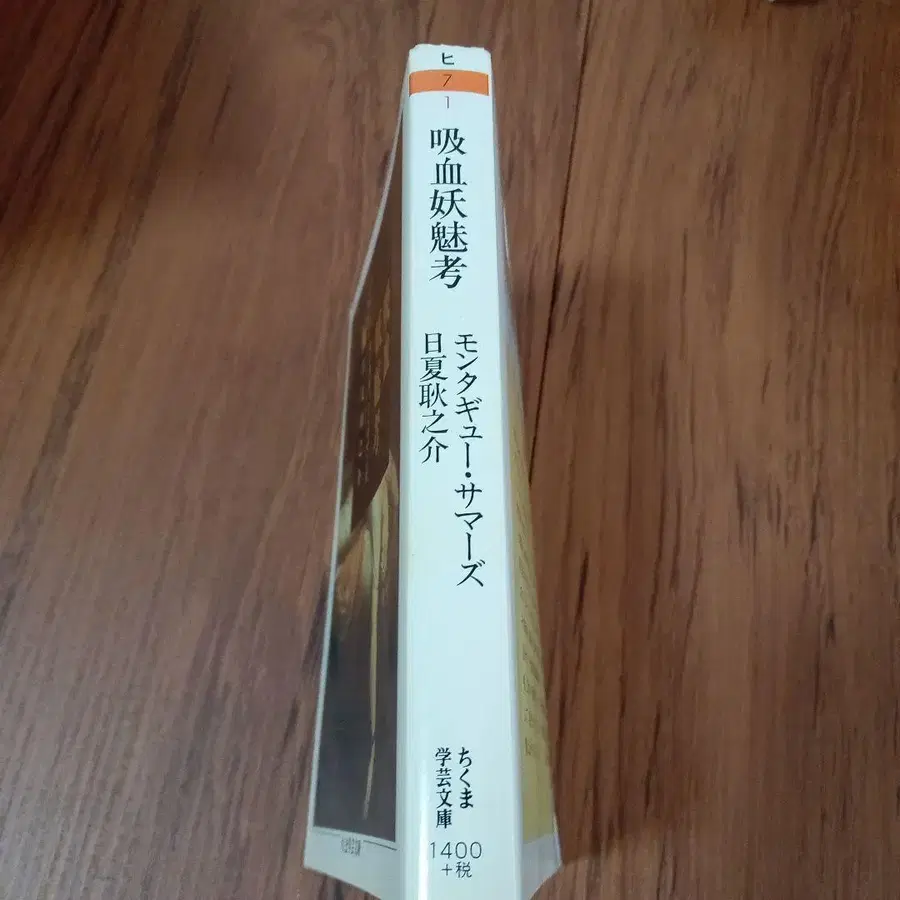 ヒ
7
1
吸血妖魅考
モンタギュー・サマーズ
日夏耿之介
ちくま
学芸文庫
1400
+税